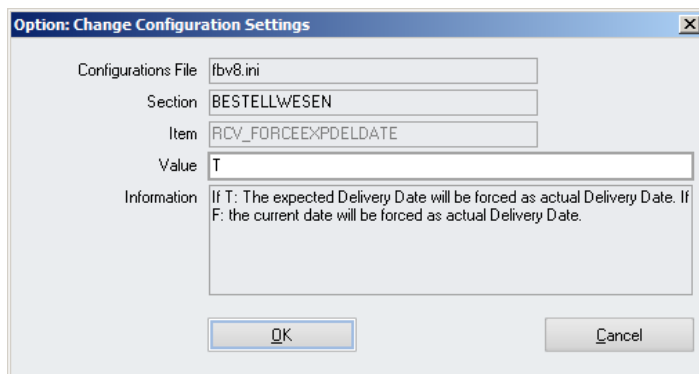 Option: Change Configuration Settings
Configurations File fbv8.ini
Section BESTELLWESEN
Item RCV_FORCEEXPDELDATE
Value T
Information If T: The expected Delivery Date will be forced as actual Delivery Date. If
F: the current date will be forced as actual Delivery Date.
OK Cancel